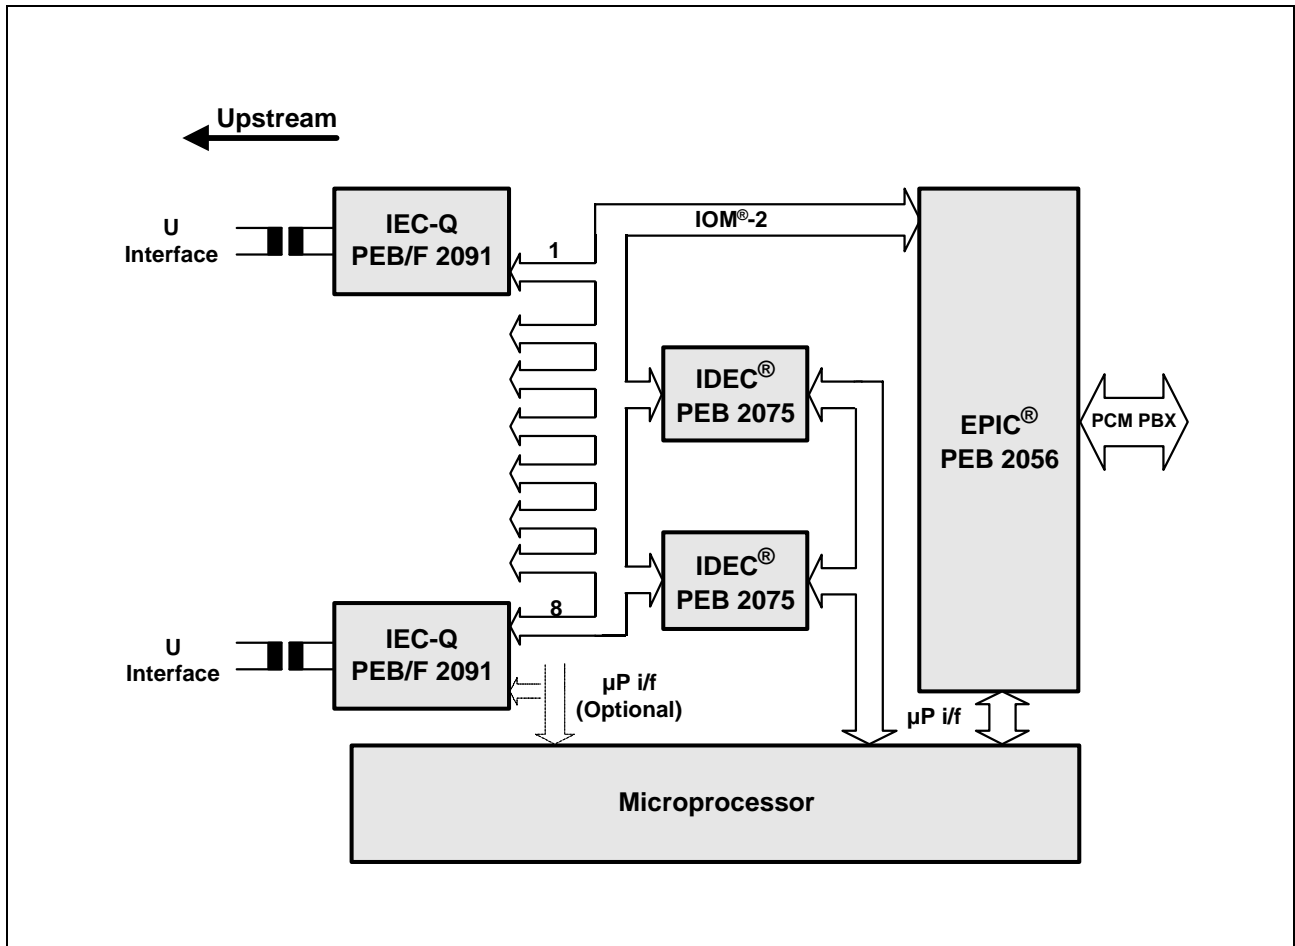 Upstream
U
Interface
IEC-Q
PEB/F 2091
1
IOM®-2
IDEC®
PEB 2075
EPIC®
PEB 2056
PCM PBX
IDEC®
PEB 2075
8
U
Interface
IEC-Q
PEB/F 2091
µP i/f
(Optional)
µP i/f
Microprocessor